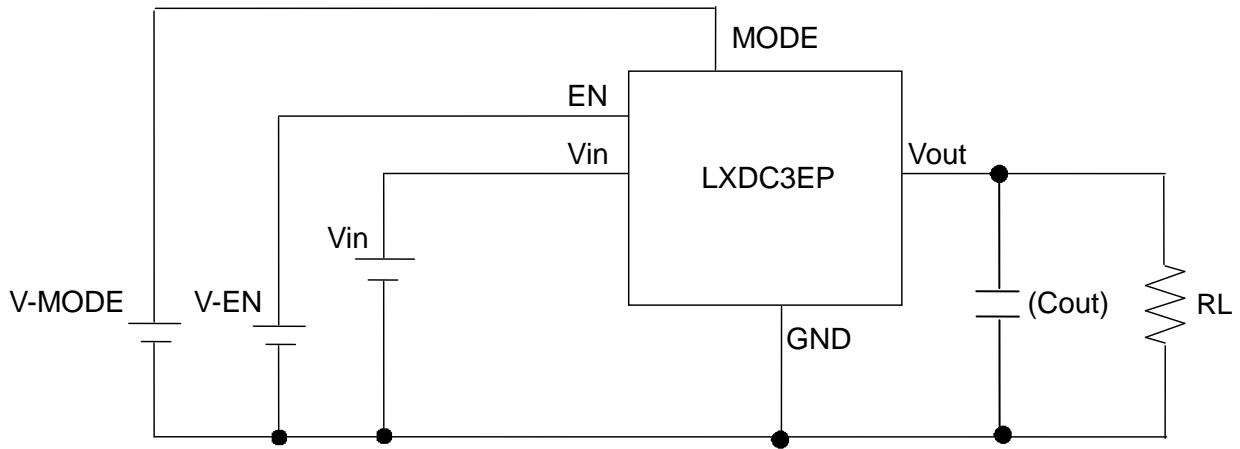 MODE
EN
Vin
LXDC3EP
Vout
Vin
V-MODE
V-EN
(Cout)
RL
GND